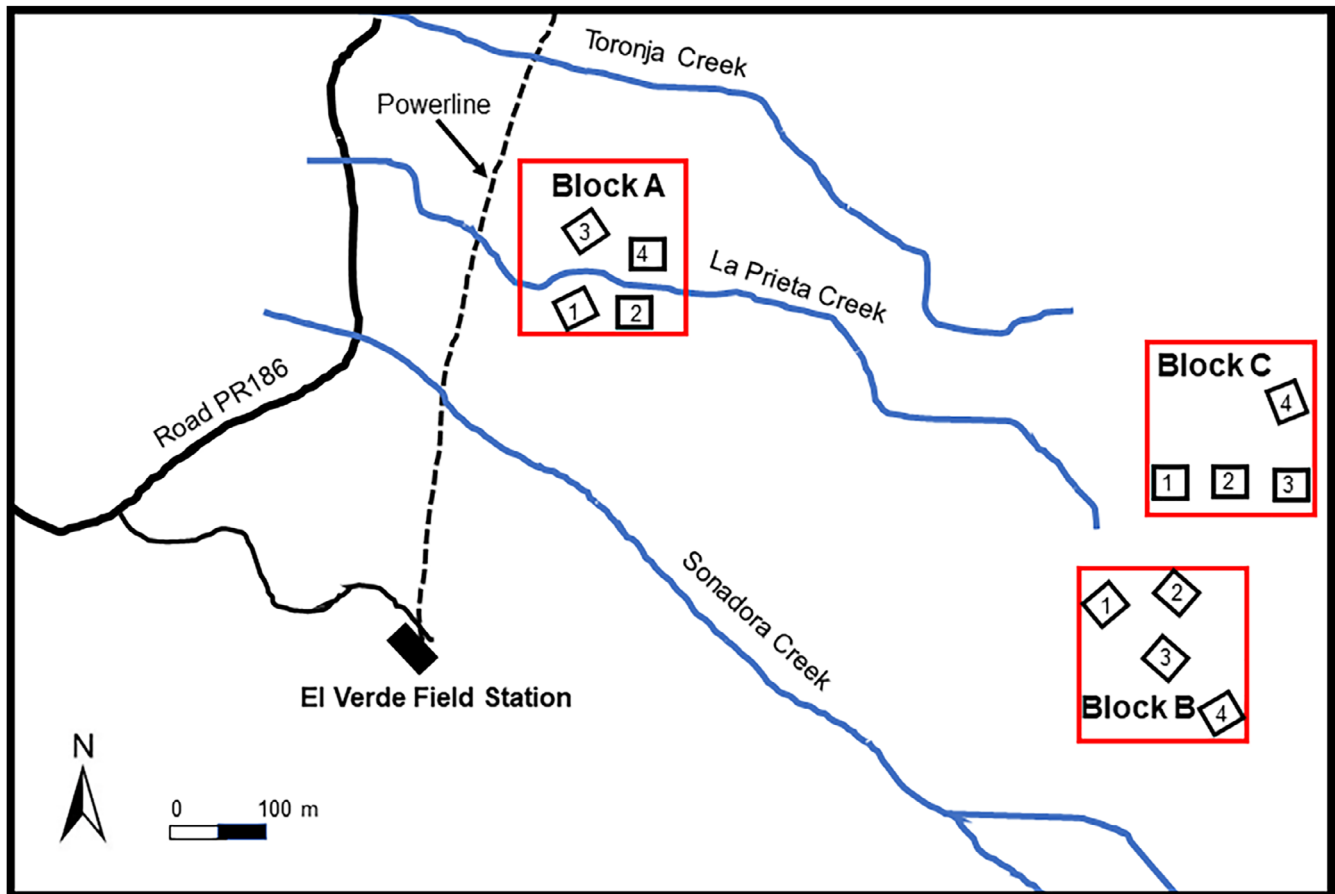 Toronja Creek
Powerline
Block A
3
4
La Prieta Creek
1
2
Block C
Road PR186
4
1
2
3
Sonadora Creek
2
1
3
El Verde Field Station
Block B
4
N
0 100 m